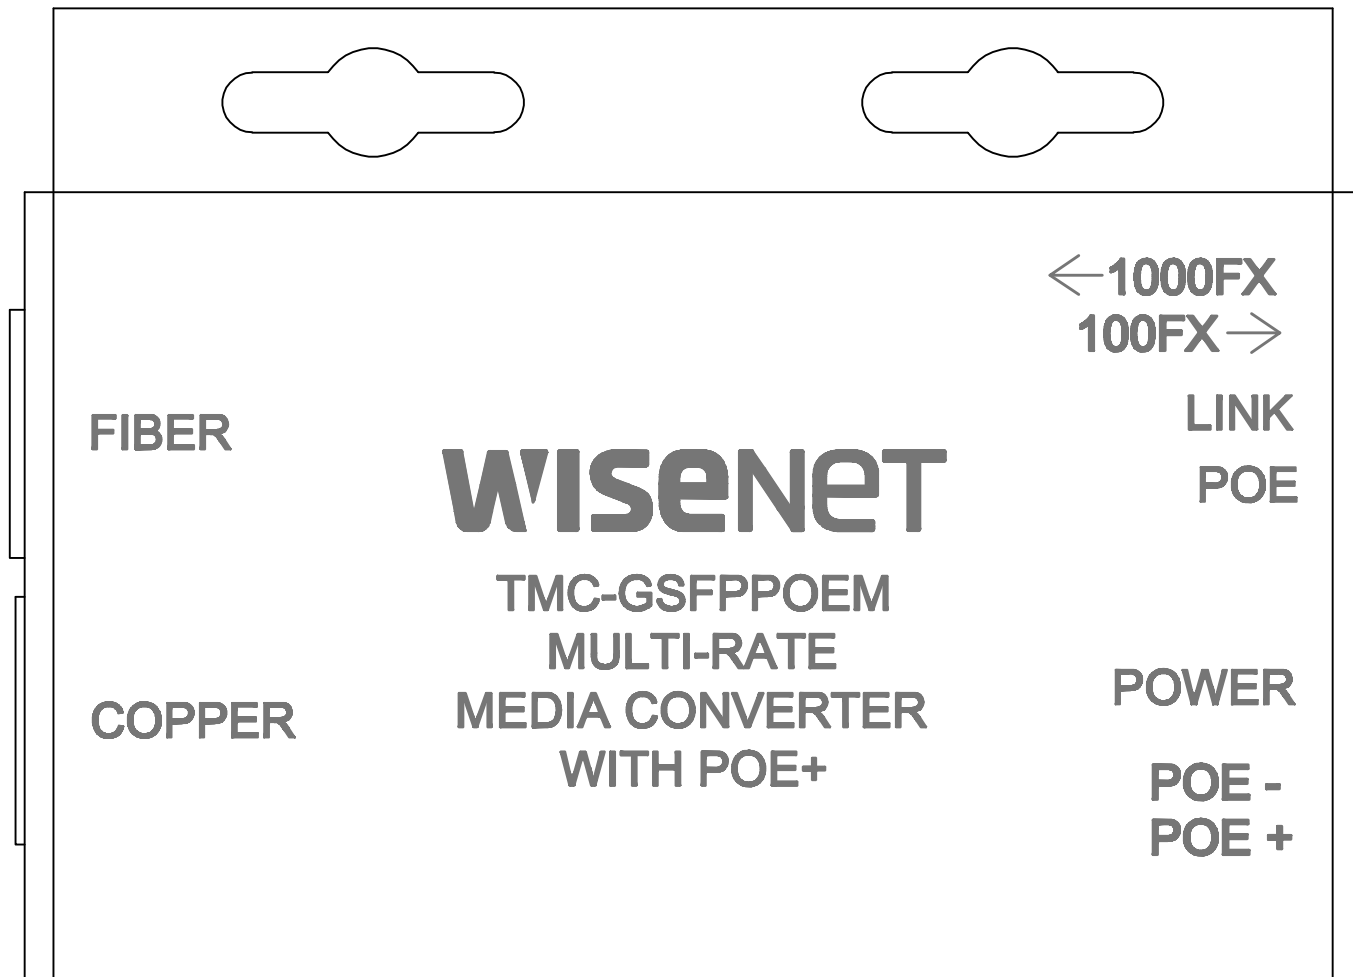 ←1000FX
100FX→
LINK
FIBER
POE
WISENET
TMC-GSFPPOEM
MULTI-RATE
MEDIA CONVERTER
WITH POE+
COPPER
POWER
POE -
POE +